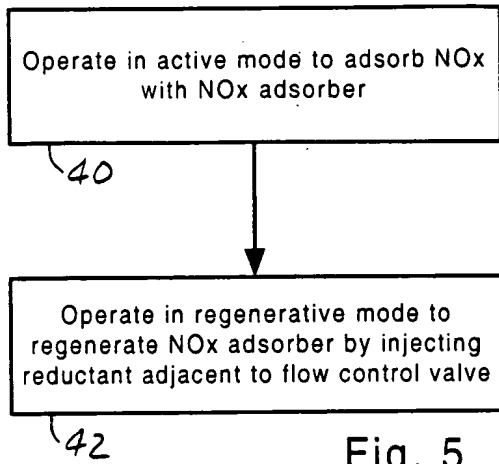 Operate in active mode to adsorb NOx
with NOx adsorber
40
Operate in regenerative mode to
regenerate NOx adsorber by injecting
reductant adjacent to flow control valve
42
Fig. 5